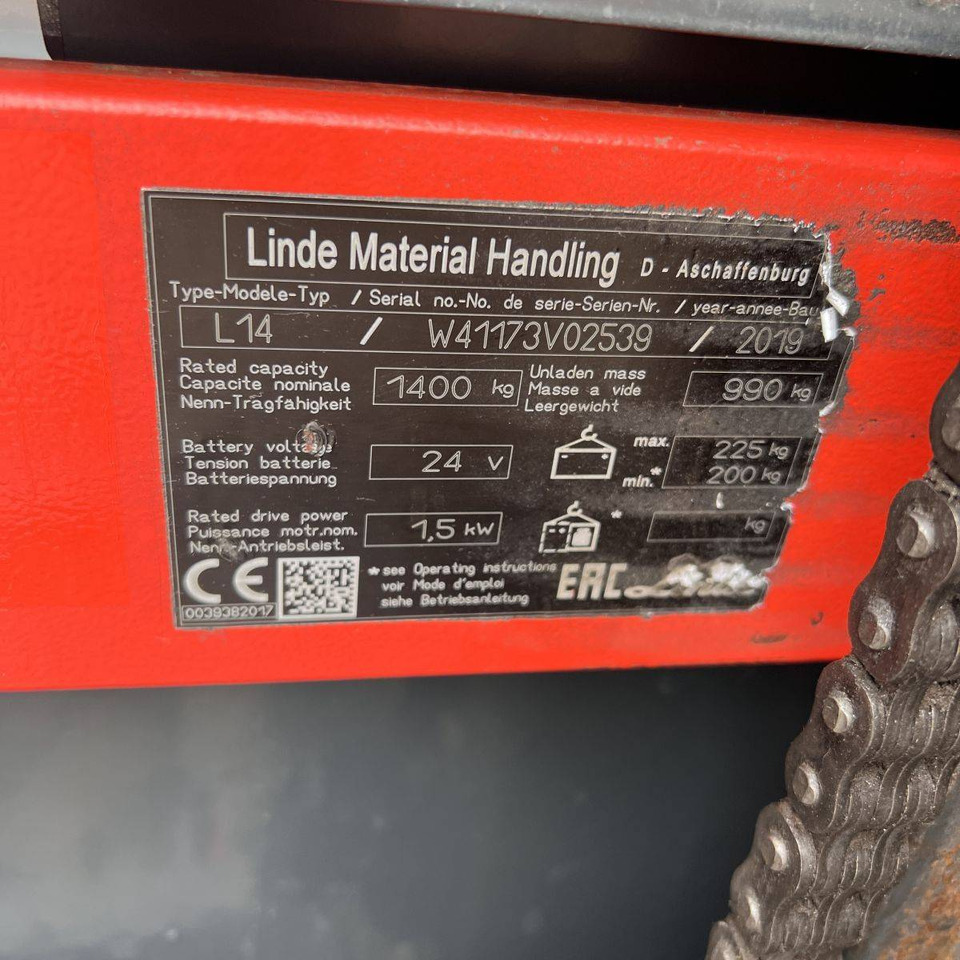 Linde Material Handling D - Aschaffenburg
Type-Modele-Typ / Serial no.-No. de serie-Serien-Nr. / year-annee-Bau
L14 / W41173V02539 / 2019
Rated capacity
Capacite nominale
Nenn-Tragfähigkeit
1400 kg
Unladen mass
Masse a vide
Leergewicht
990 kg
Battery voltage
Tension batterie
Batteriespannung
24 V
max. 225 kg
min.* 200 kg
Rated drive power
Puissance motr.nom.
Nenn-Antriebsleist.
1,5 kW
* kg
CE
0039382017
*see Operating instructions
voir Mode d'emploi
siehe Betriebsanleitung
EAC Linde